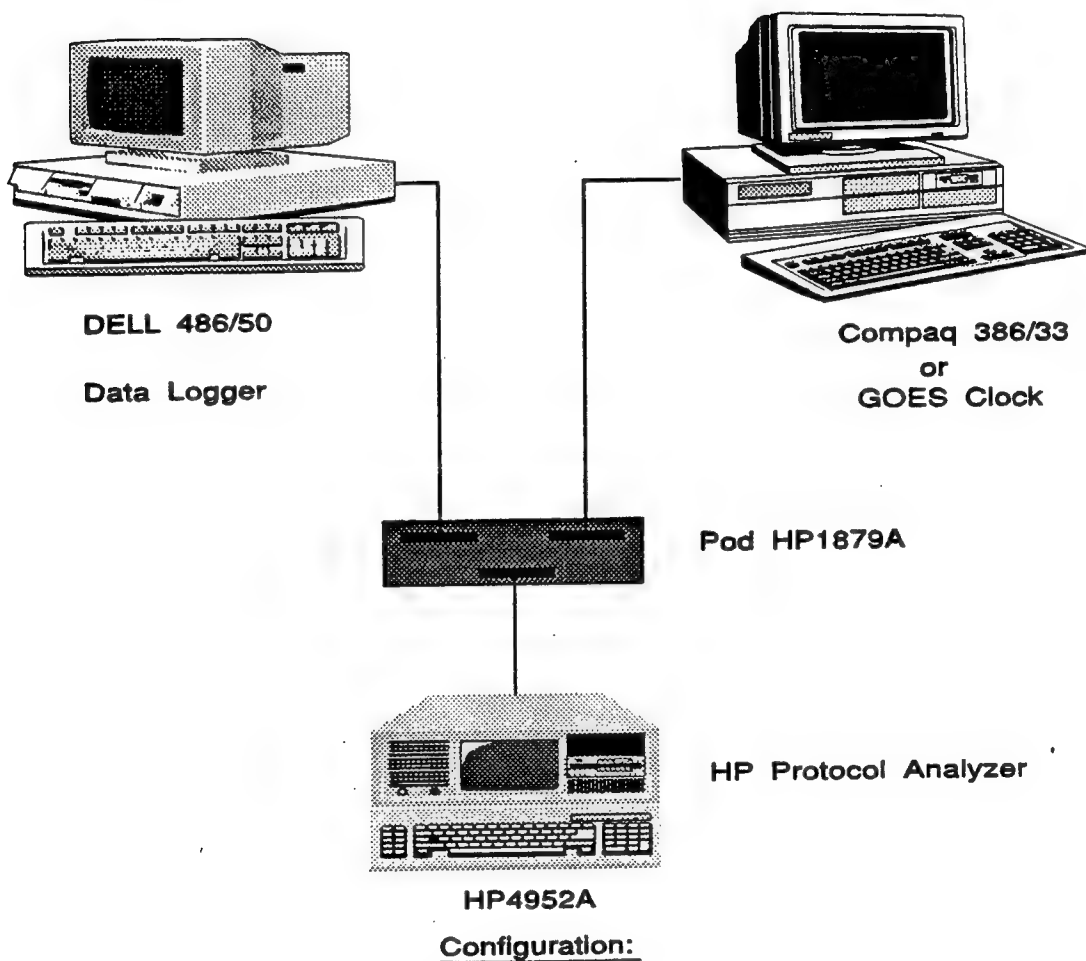 DELL 486/50
Data Logger
Compaq 386/33
or
GOES Clock
Pod HP1879A
HP Protocol Analyzer
HP4952A
Configuration: